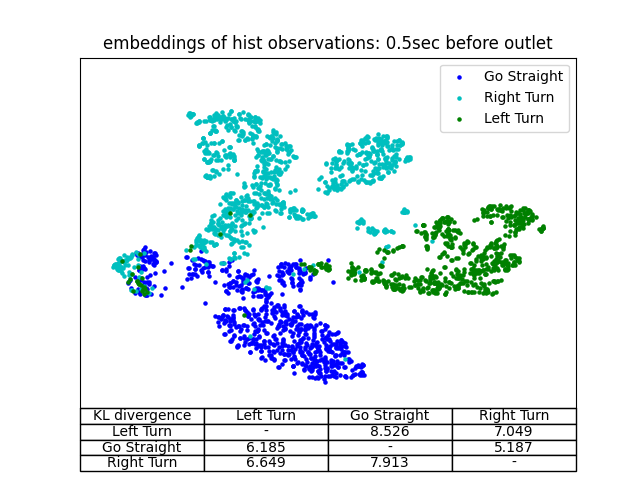 embeddings of hist observations: 0.5sec before outlet
Go Straight
Right Turn
Left Turn
KL divergence Left Turn Go Straight Right Turn
Left Turn - 8.526 7.049
Go Straight 6.185 - 5.187
Right Turn 6.649 7.913 -